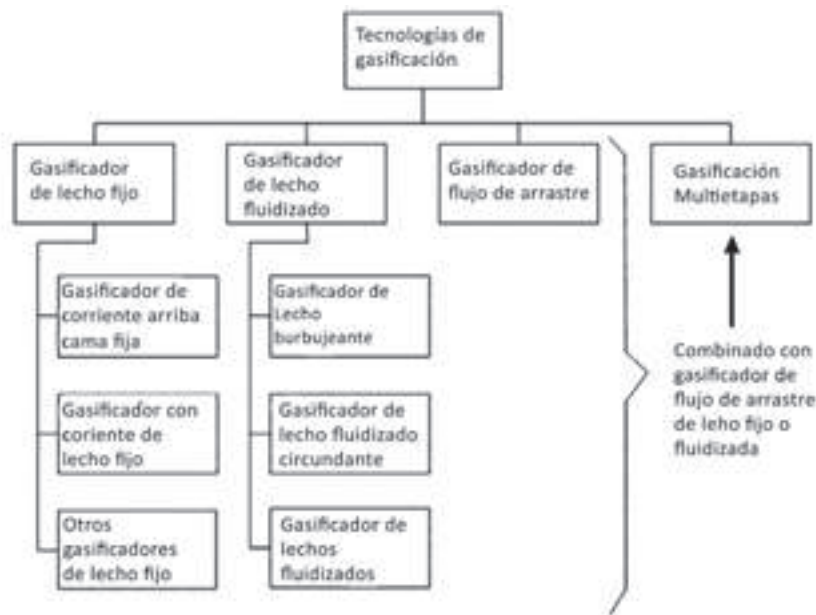 Tecnologías de
gasificación
Gasificador
de lecho fijo
Gasificador
de lecho
fluidizado
Gasificador de
flujo de arrastre
Gasificación
Multietapas
Gasificador de
corriente arriba
cama fija
Gasificador de
Lecho
burbujeante
Combinado con
gasificador de
flujo de arrastre
de leho fijo o
fluidizada
Gasificador con
coriente de
lecho fijo
Gasificador de
lecho fluidizado
circundante
Otros
gasificadores
de lecho fijo
Gasificador de
lechos
fluidizados